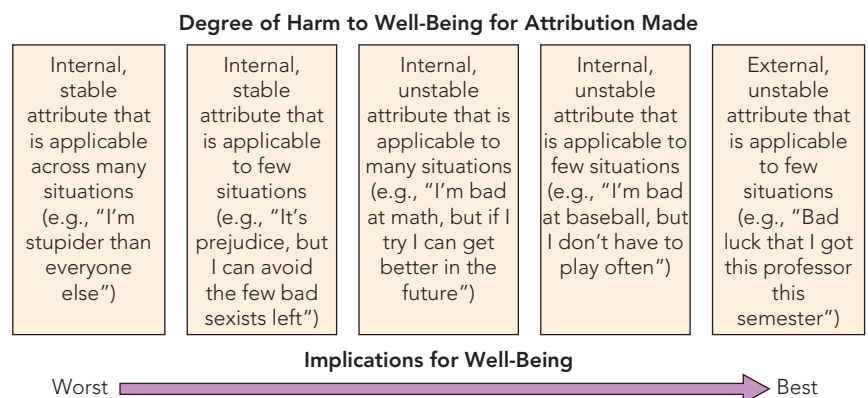 Degree of Harm to Well-Being for Attribution Made
Internal,
stable
attribute that
is applicable
across many
situations
(e.g., “I’m
stupider than
everyone
else”)
Internal,
stable
attribute that
is applicable
to few
situations
(e.g., “It’s
prejudice, but
I can avoid
the few bad
sexists left”)
Internal,
unstable
attribute that is
applicable to
many situations
(e.g., “I’m bad
at math, but if I
try I can get
better in the
future”)
Internal,
unstable
attribute that
is applicable to
few situations
(e.g., “I’m bad
at baseball, but
I don’t have to
play often”)
External,
unstable
attribute that
is applicable
to few
situations
(e.g., “Bad
luck that I got
this professor
this
semester”)
Implications for Well-Being
Worst Best